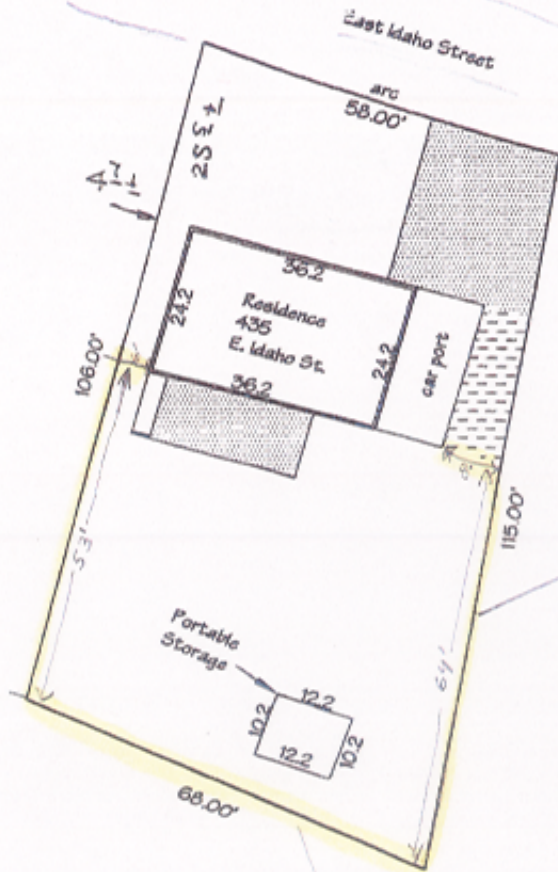 East Idaho Street
arc
58.00'
25 5 ±
36.2
24.2
Residence
435
E. Idaho St.
24.2
car port
106.00'
36.2
115.00'
53'
64'
Portable
Storage
12.2
10.2
10.2
12.2
68.00'